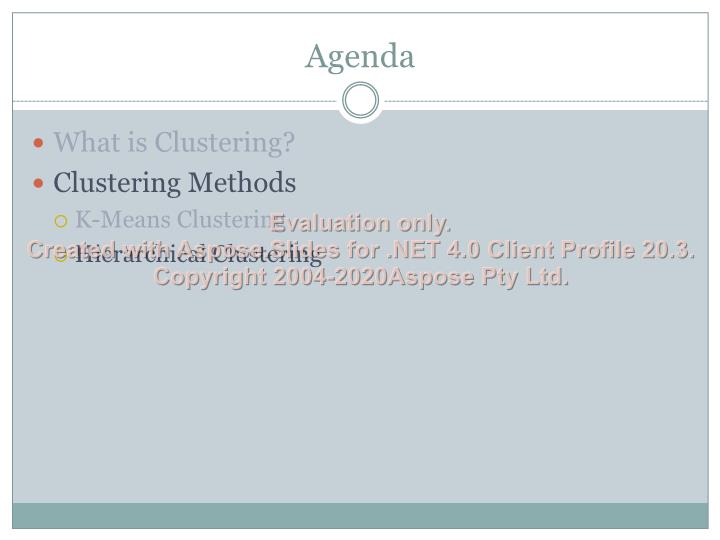 Agenda
What is Clustering?
Clustering Methods
K-Means Clustering
Evaluation only.
Hierarchical Clustering
Created with Aspose.Slides for .NET 4.0 Client Profile 20.3.
Copyright 2004-2020Aspose Pty Ltd.